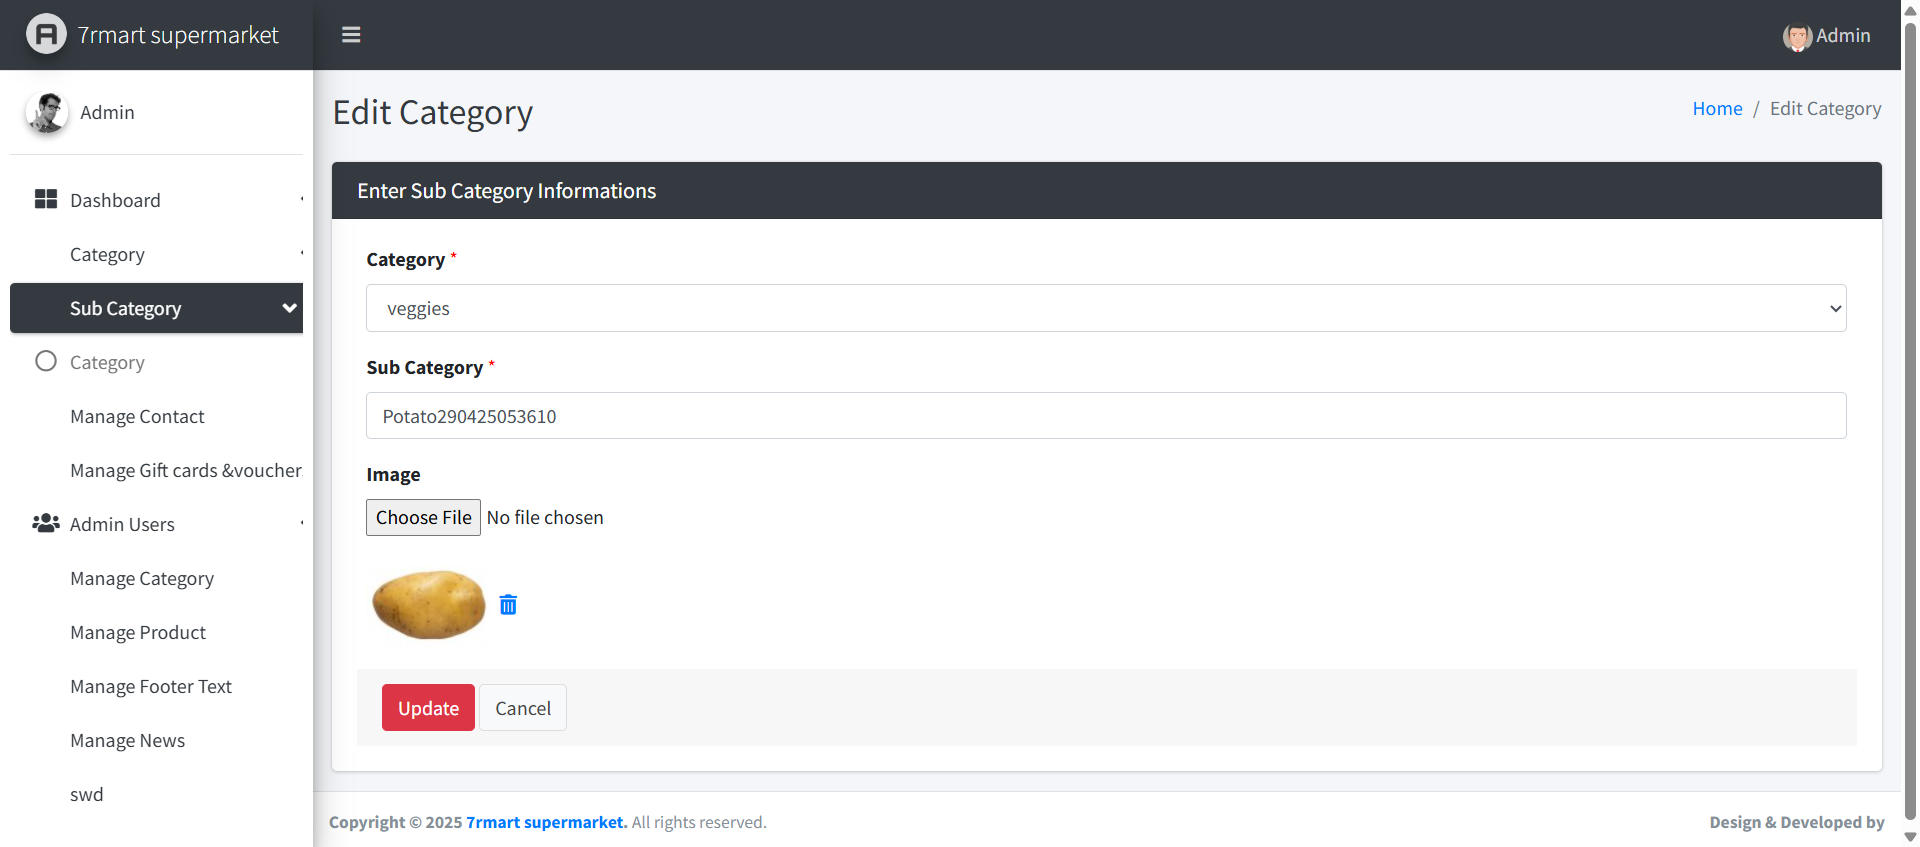 7rmart supermarket
Admin
Admin
Dashboard
Category
Sub Category
Category
Manage Contact
Manage Gift cards &voucher
Admin Users
Manage Category
Manage Product
Manage Footer Text
Manage News
swd
Edit Category
Home / Edit Category
Enter Sub Category Informations
Category *
veggies
Sub Category *
Potato290425053610
Image
Choose File No file chosen
Update Cancel
Copyright © 2025 7rmart supermarket. All rights reserved.
Design & Developed by